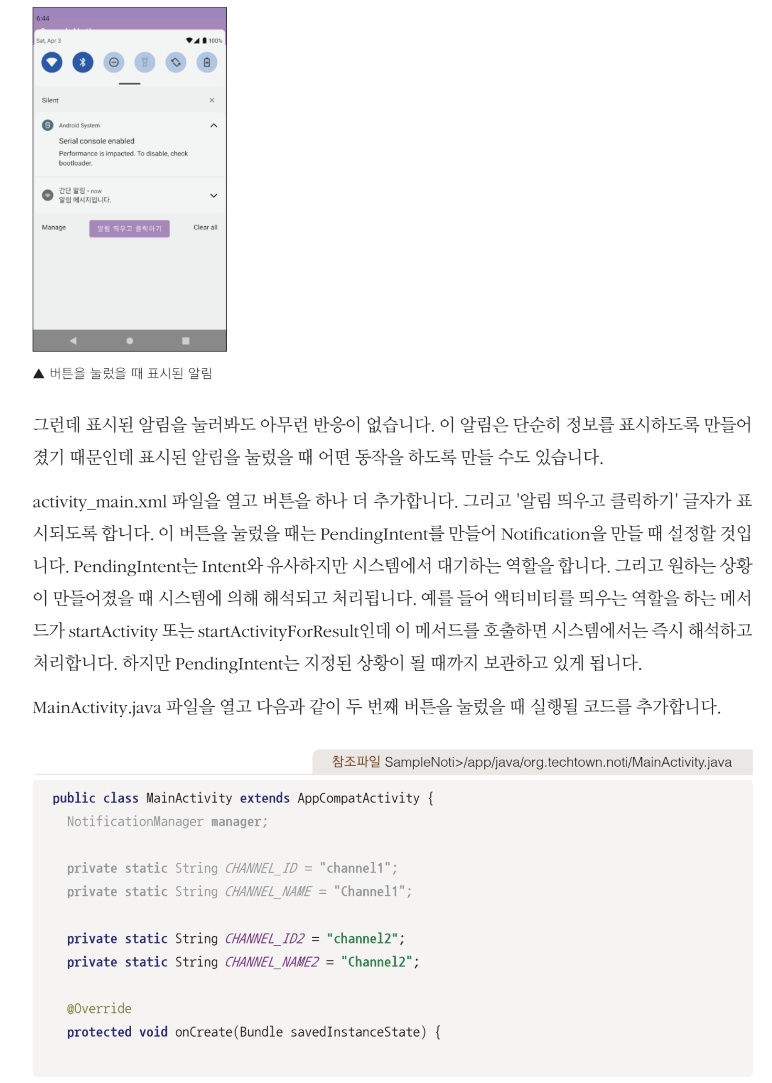 6:44
Sat, Apr 3
100%
Silent
Android System
Serial console enabled
Performance is impacted. To disable, check
bootloader.
간단 알림 • now
알림 메시지입니다.
Manage
알림 띄우고 클릭하기
Clear all
▲ 버튼을 눌렀을 때 표시된 알림
그런데 표시된 알림을 눌러봐도 아무런 반응이 없습니다. 이 알림은 단순히 정보를 표시하도록 만들어
졌기 때문인데 표시된 알림을 눌렀을 때 어떤 동작을 하도록 만들 수도 있습니다.
activity_main.xml 파일을 열고 버튼을 하나 더 추가합니다. 그리고 '알림 띄우고 클릭하기' 글자가 표
시되도록 합니다. 이 버튼을 눌렀을 때는 PendingIntent를 만들어 Notification을 만들 때 설정할 것입
니다. PendingIntent는 Intent와 유사하지만 시스템에서 대기하는 역할을 합니다. 그리고 원하는 상황
이 만들어졌을 때 시스템에 의해 해석되고 처리됩니다. 예를 들어 액티비티를 띄우는 역할을 하는 메서
드가 startActivity 또는 startActivityForResult인데 이 메서드를 호출하면 시스템에서는 즉시 해석하고
처리합니다. 하지만 PendingIntent는 지정된 상황이 될 때까지 보관하고 있게 됩니다.
MainActivity.java 파일을 열고 다음과 같이 두 번째 버튼을 눌렀을 때 실행될 코드를 추가합니다.
참조파일 SampleNoti>/app/java/org.techtown.noti/MainActivity.java
public class MainActivity extends AppCompatActivity {
NotificationManager manager;
private static String CHANNEL_ID = "channel1";
private static String CHANNEL_NAME = "Channel1";
private static String CHANNEL_ID2 = "channel2";
private static String CHANNEL_NAME2 = "Channel2";
@Override
protected void onCreate(Bundle savedInstanceState) {